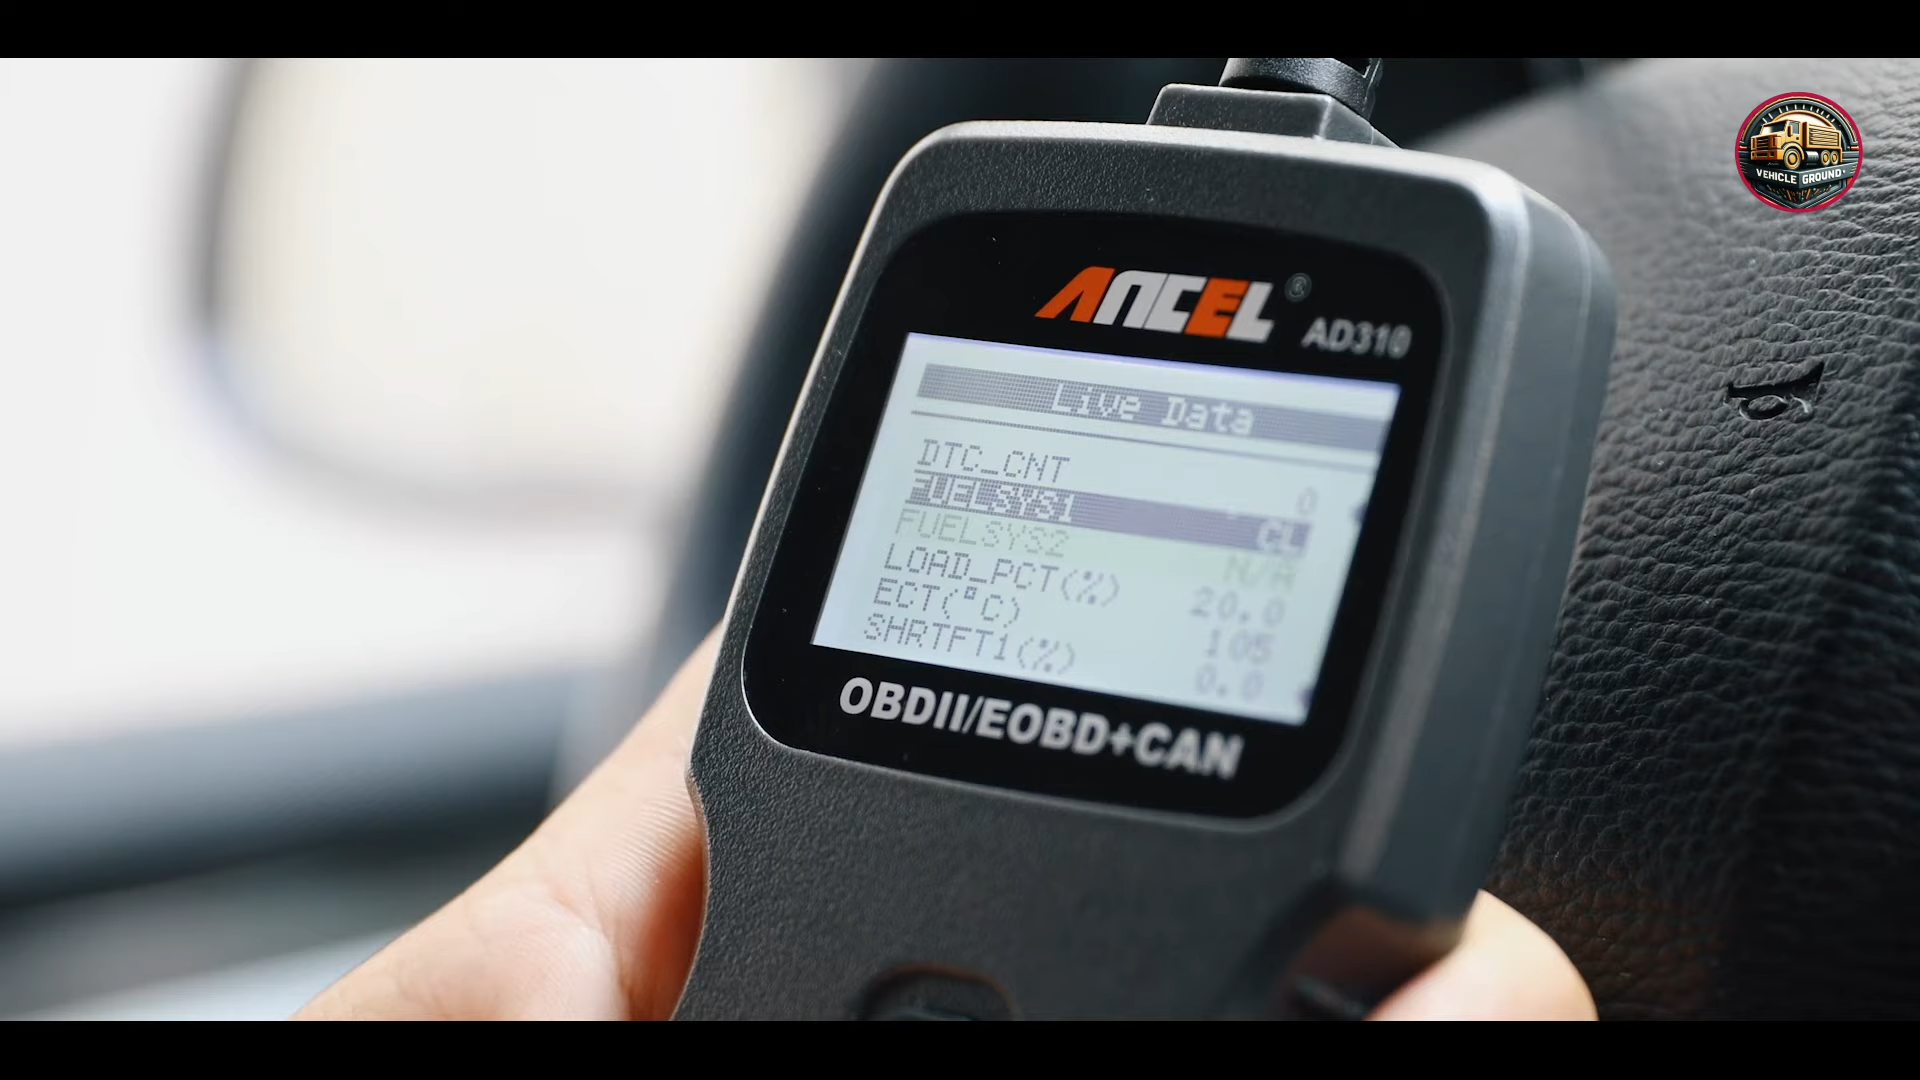 VEHICLE GROUND
ANCEL ®
AD310
Live Data
DTC_CNT 0
FUELSYS1 CL
FUELSYS2 N/A
LOAD_PCT(%) 20.0
ECT(°C) 105
SHRTFT1(%) 0.0
OBDII/EOBD+CAN